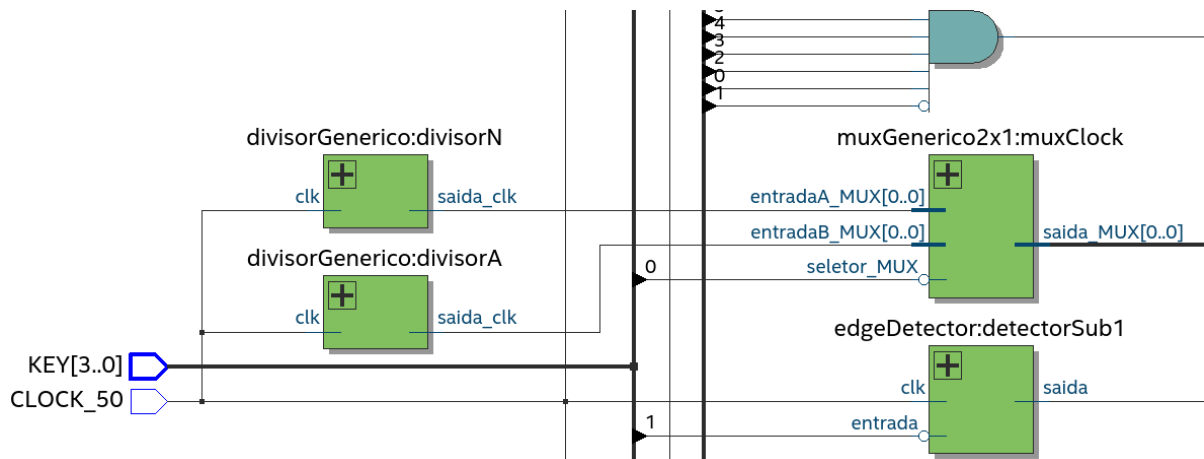 4
3
2
0
1
divisorGenerico:divisorN
muxGenerico2x1:muxClock
clk
saida_clk
entradaA_MUX[0..0]
entradaB_MUX[0..0]
saida_MUX[0..0]
divisorGenerico:divisorA
0
seletor_MUX
clk
saida_clk
edgeDetector:detectorSub1
KEY[3..0]
CLOCK_50
clk
saida
1
entrada